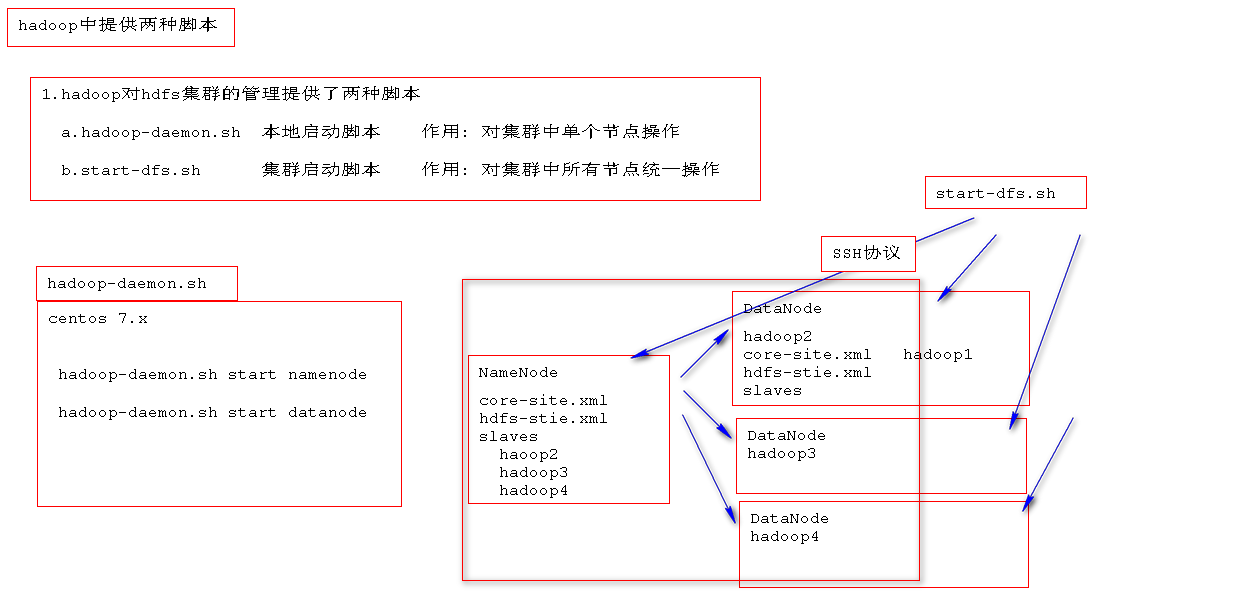 hadoop中提供两种脚本
1.hadoop对hdfs集群的管理提供了两种脚本
a.hadoop-daemon.sh 本地启动脚本 作用: 对集群中单个节点操作
b.start-dfs.sh 集群启动脚本 作用: 对集群中所有节点统一操作
start-dfs.sh
SSH协议
hadoop-daemon.sh
centos 7.x
hadoop-daemon.sh start namenode
hadoop-daemon.sh start datanode
NameNode
core-site.xml
hdfs-stie.xml
slaves
haoop2
hadoop3
hadoop4
DataNode
hadoop2
core-site.xml hadoop1
hdfs-stie.xml
slaves
DataNode
hadoop3
DataNode
hadoop4